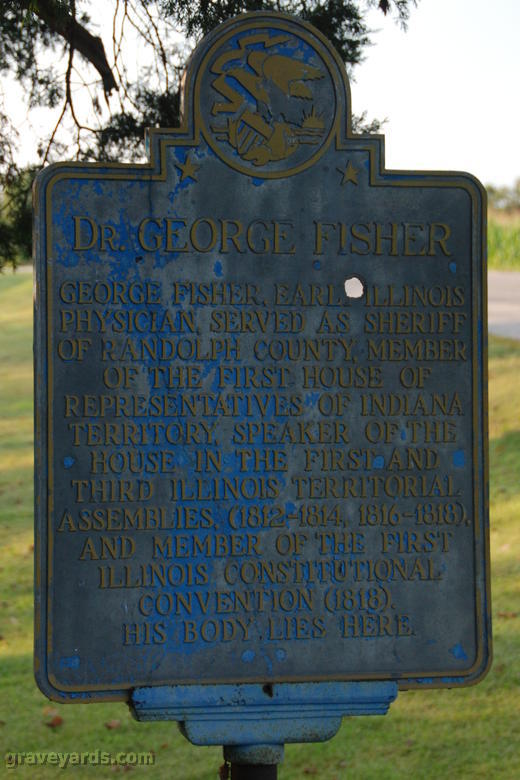 DR. GEORGE FISHER
GEORGE FISHER, EARL ILLINOIS
PHYSICIAN, SERVED AS SHERIFF
OF RANDOLPH COUNTY, MEMBER
OF THE FIRST HOUSE OF
REPRESENTATIVES OF INDIANA
TERRITORY, SPEAKER OF THE
HOUSE IN THE FIRST AND
THIRD ILLINOIS TERRITORIAL
ASSEMBLIES, (1812-1814, 1816-1818),
AND MEMBER OF THE FIRST
ILLINOIS CONSTITUTIONAL
CONVENTION (1818).
HIS BODY LIES HERE.
graveyards.com